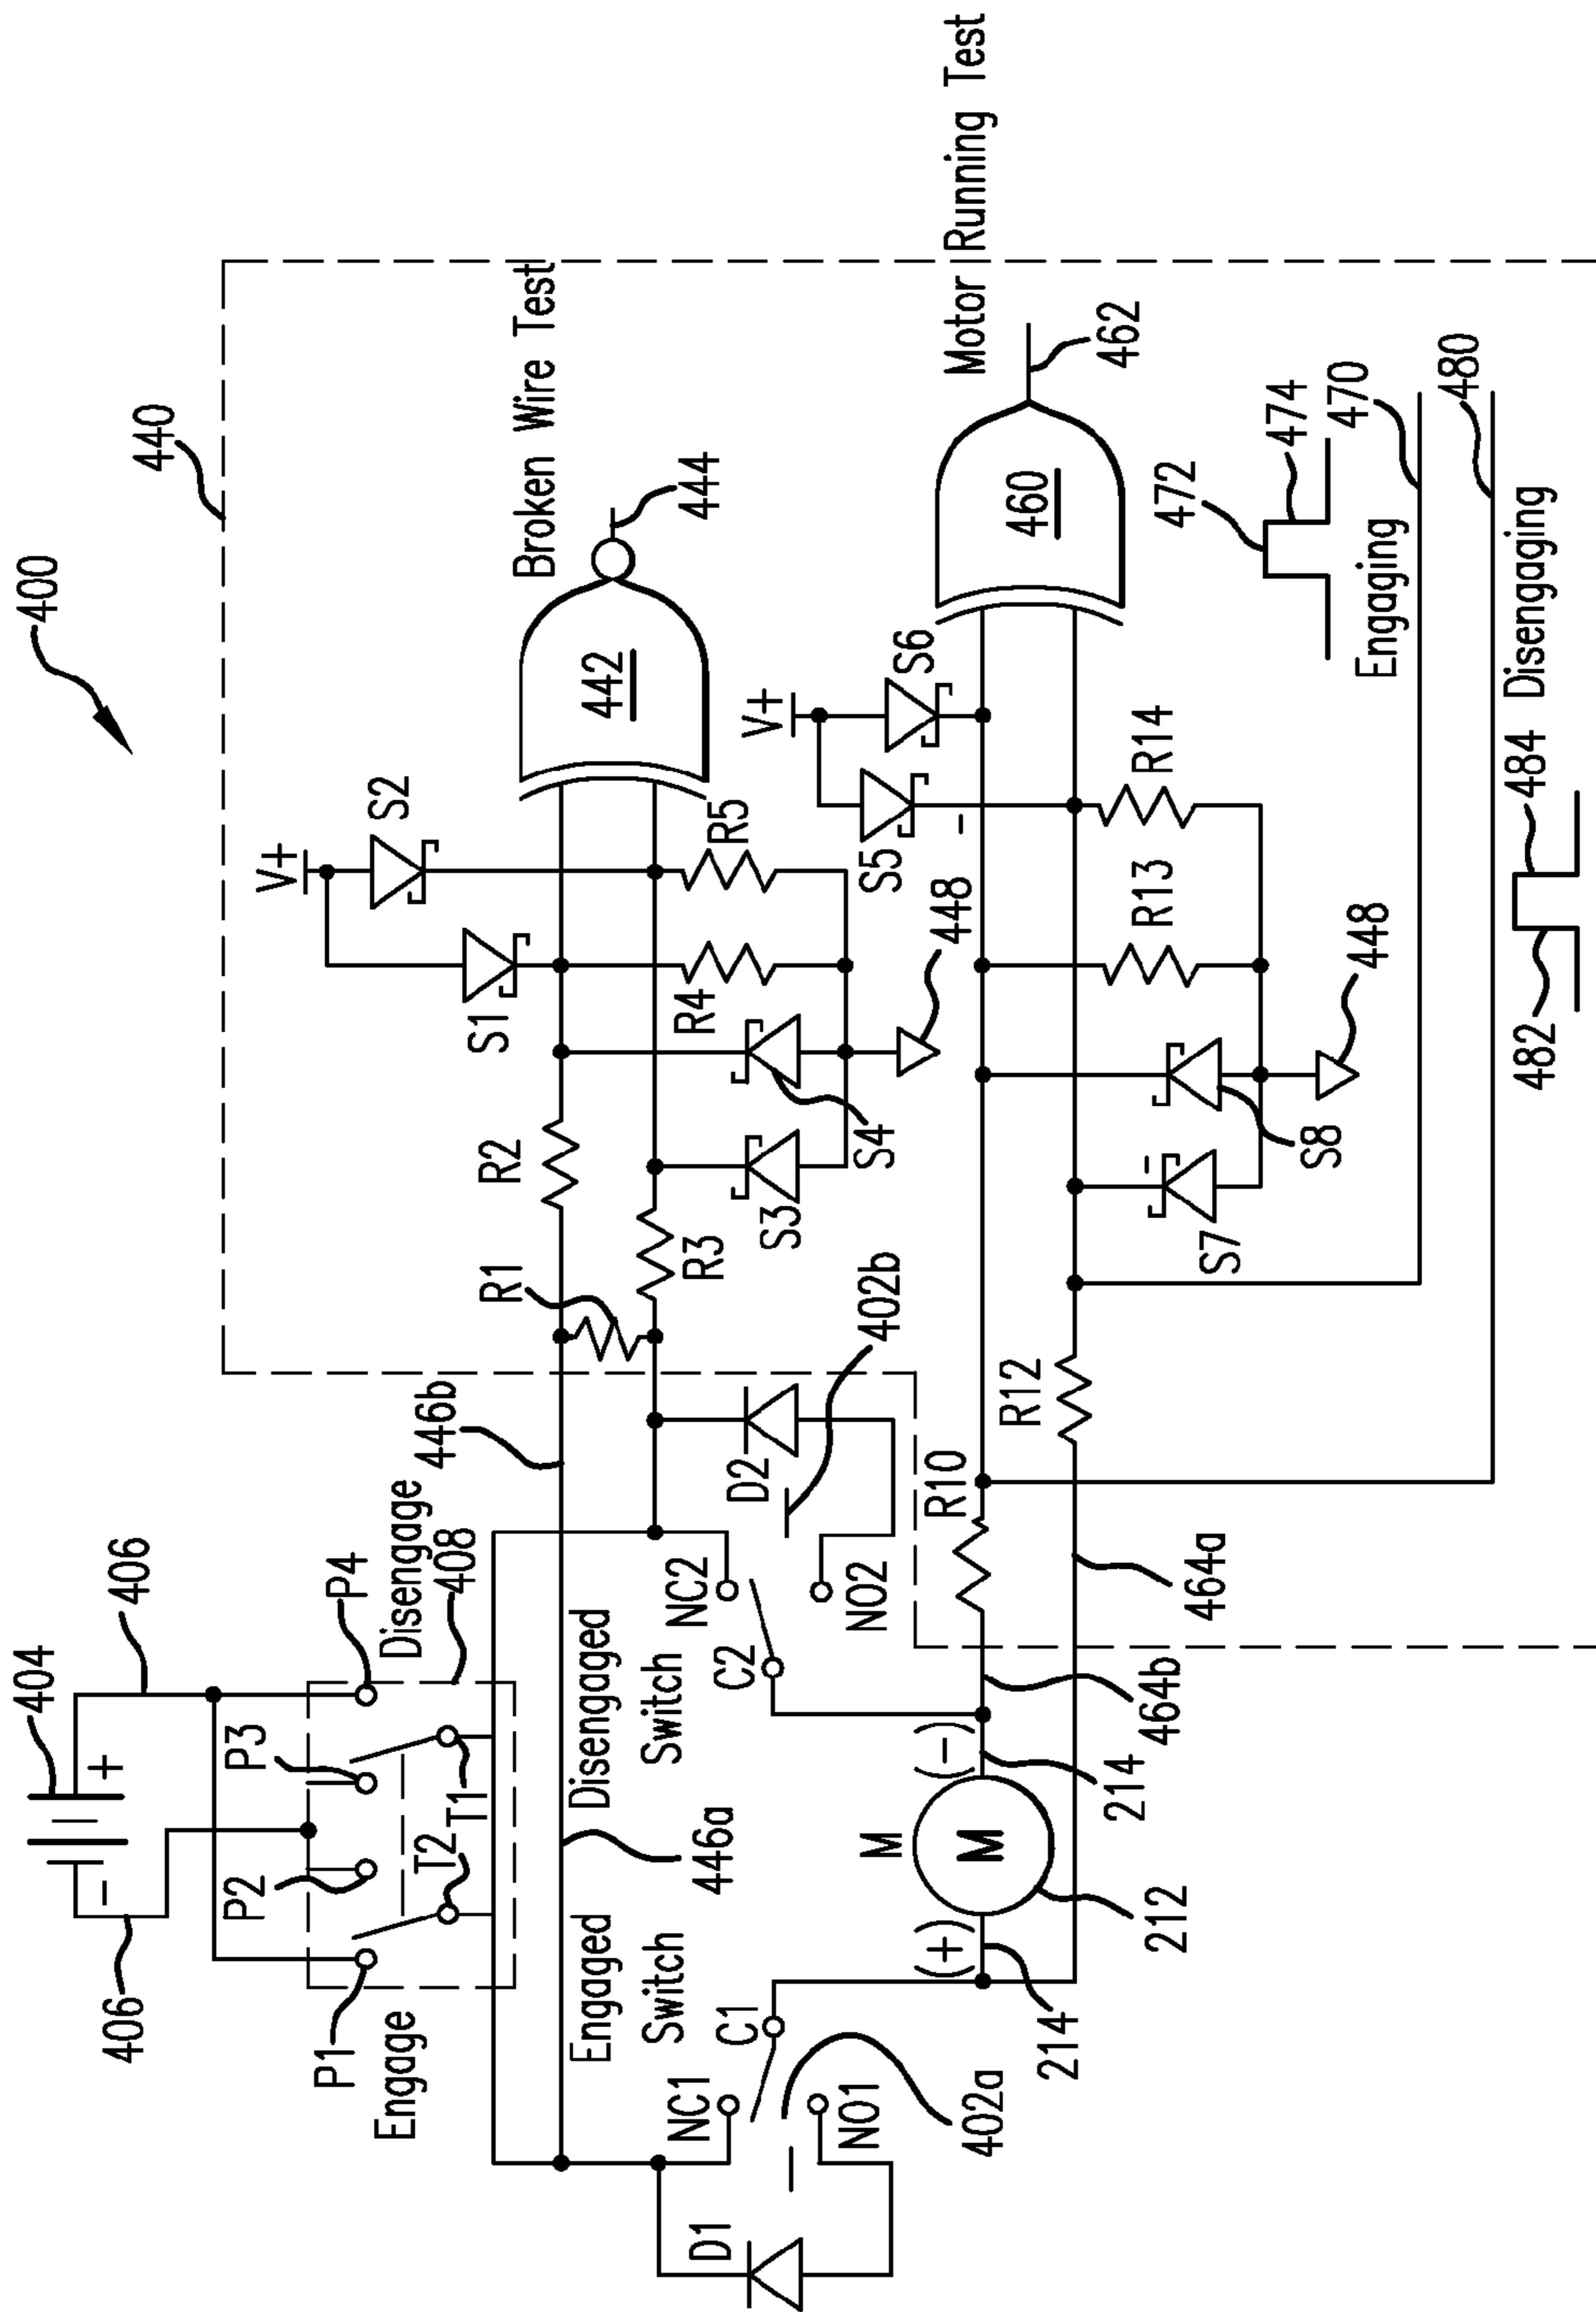 400
404
406
440
- +
P4
Disengage
408
P3
P2
T1
T2
406
P1
Engage
446b
Broken Wire Test
V+
S2
S1
R2
R1
442
444
Disengaged
Switch
446a
Engaged
Switch
NC2
C2
NO2
D2
402b
R3
S3
S4
R4
R5
448
V+
S5
S6
Motor Running Test
NC1
C1
NO1
D1
402a
(+)
M
M
(-)
214
214
212
464b
464a
R10
R12
R13
R14
S7
S8
448
460
462
472
474
470
Engaging
480
482
484 Disengaging